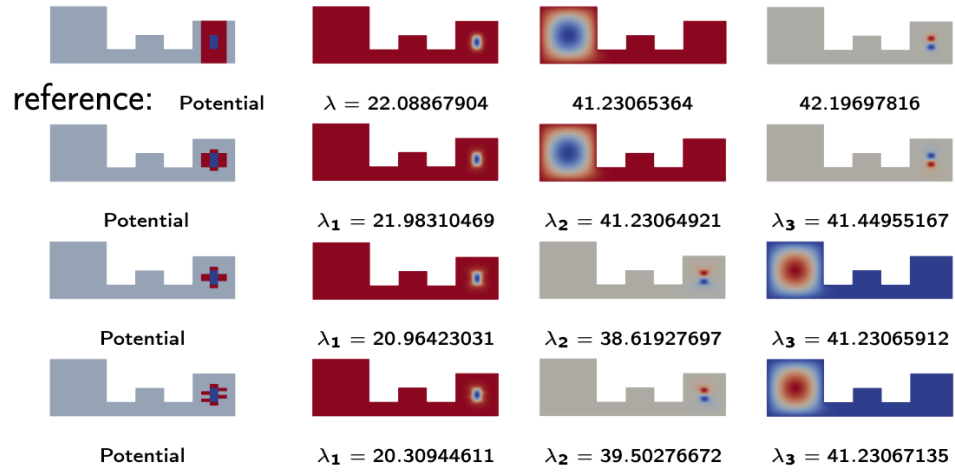 reference: Potential λ = 22.08867904 41.23065364 42.19697816
Potential λ₁ = 21.98310469 λ₂ = 41.23064921 λ₃ = 41.44955167
Potential λ₁ = 20.96423031 λ₂ = 38.61927697 λ₃ = 41.23065912
Potential λ₁ = 20.30944611 λ₂ = 39.50276672 λ₃ = 41.23067135